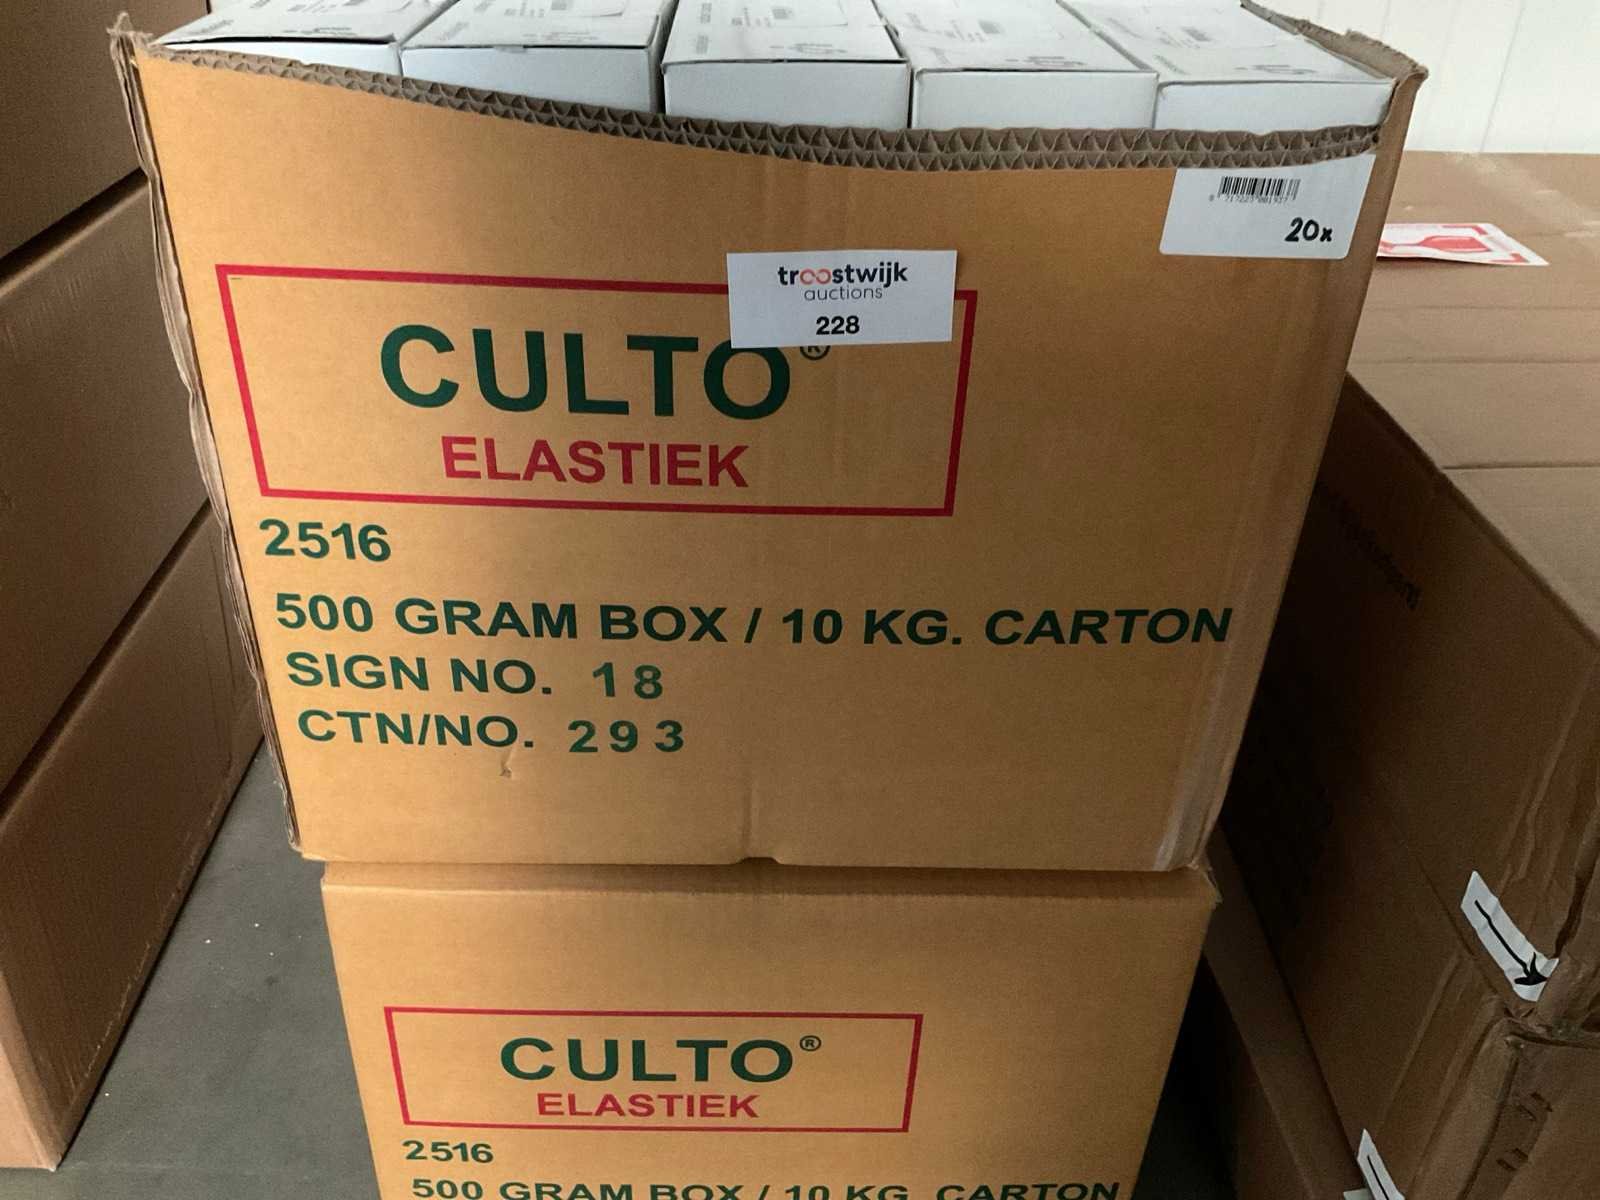 20x
troostwijk
auctions
228
CULTO®
ELASTIEK
2516
500 GRAM BOX / 10 KG. CARTON
SIGN NO. 18
CTN/NO. 293
CULTO®
ELASTIEK
2516
500 GRAM BOX / 10 KG. CARTON